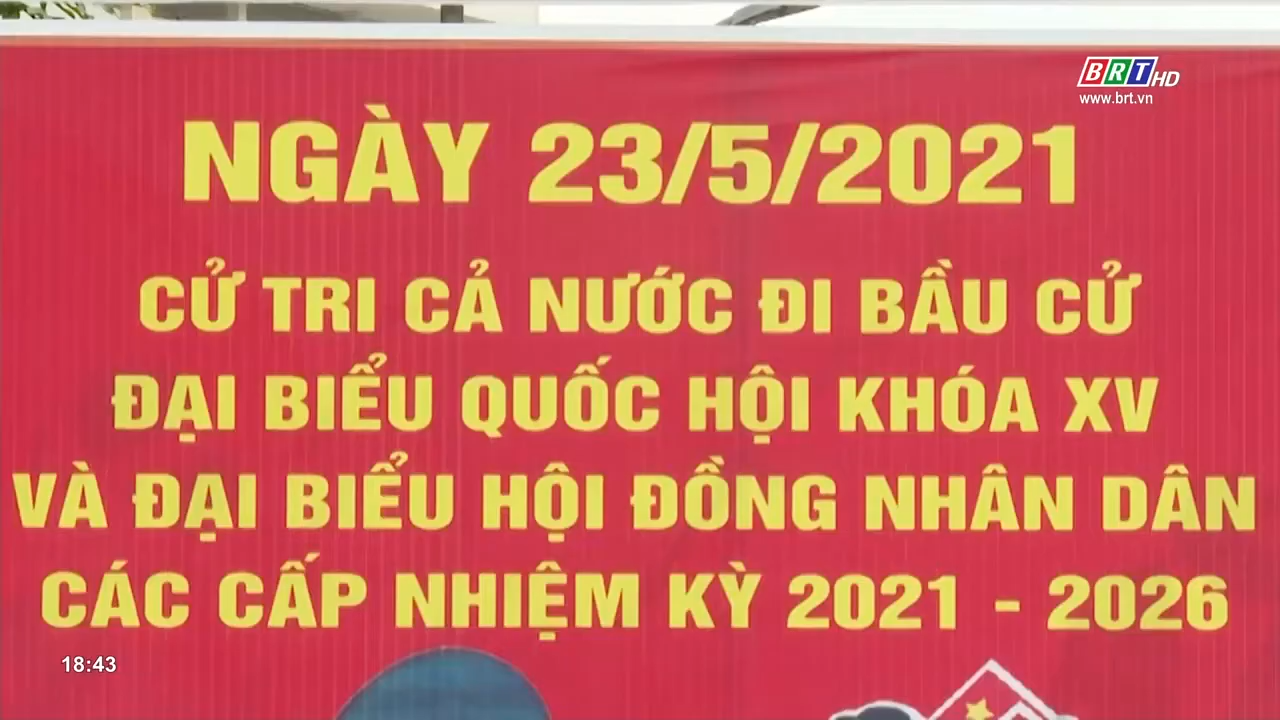 BRT HD
www.brt.vn
NGÀY 23/5/2021
CỬ TRI CẢ NƯỚC ĐI BẦU CỬ
ĐẠI BIỂU QUỐC HỘI KHÓA XV
VÀ ĐẠI BIỂU HỘI ĐỒNG NHÂN DÂN
CÁC CẤP NHIỆM KỲ 2021 - 2026
18:43